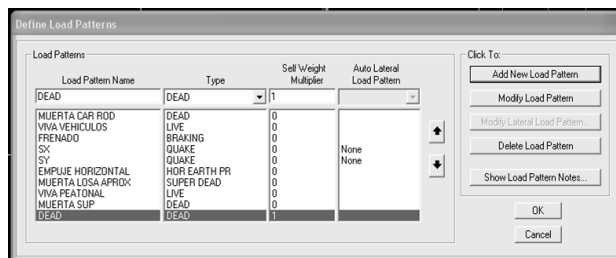 Define Load Patterns
Load Patterns
Click To:
Load Pattern Name Type Self Weight Multiplier Auto Lateral Load Pattern
DEAD DEAD 1
MUERTA CAR ROD DEAD 0
VIVA VEHICULOS LIVE 0
FRENADO BRAKING 0
SX QUAKE 0 None
SY QUAKE 0 None
EMPUJE HORIZONTAL HOR EARTH PR 0
MUERTA LOSA APROX SUPER DEAD 0
VIVA PEATONAL LIVE 0
MUERTA SUP DEAD 0
DEAD DEAD 1
Add New Load Pattern
Modify Load Pattern
Modify Lateral Load Pattern...
Delete Load Pattern
Show Load Pattern Notes...
OK
Cancel